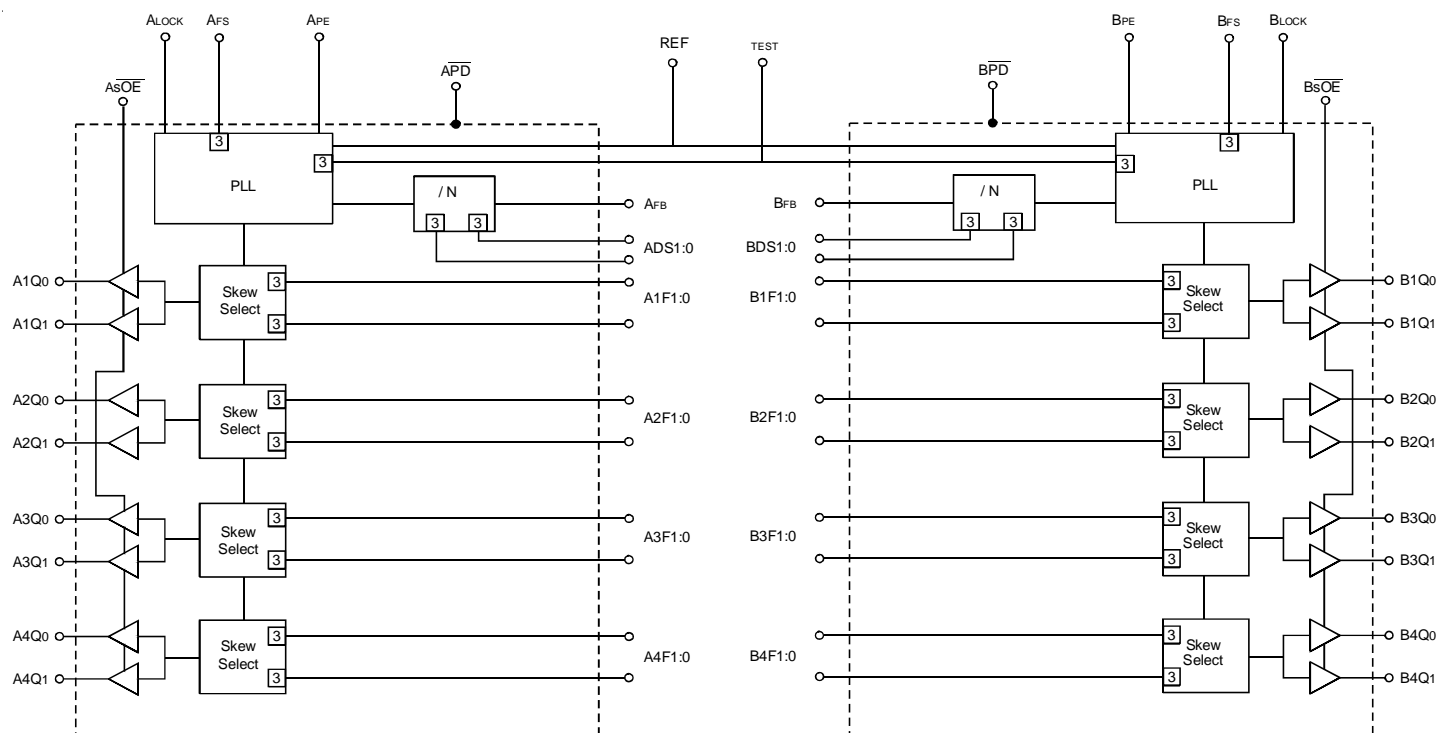 ALOCK AFS APE REF TEST BPE BFS BLOCK
AsOE APD BPD BsOE
3 3
3 3
PLL / N / N PLL
AFB BFB
3 3 3 3
ADS1:0 BDS1:0
A1Q0 Skew Select 3 A1F1:0 B1F1:0 3 Skew Select B1Q0
A1Q1 3 3 B1Q1
A2Q0 Skew Select 3 A2F1:0 B2F1:0 3 Skew Select B2Q0
A2Q1 3 3 B2Q1
A3Q0 Skew Select 3 A3F1:0 B3F1:0 3 Skew Select B3Q0
A3Q1 3 3 B3Q1
A4Q0 Skew Select 3 A4F1:0 B4F1:0 3 Skew Select B4Q0
A4Q1 3 3 B4Q1